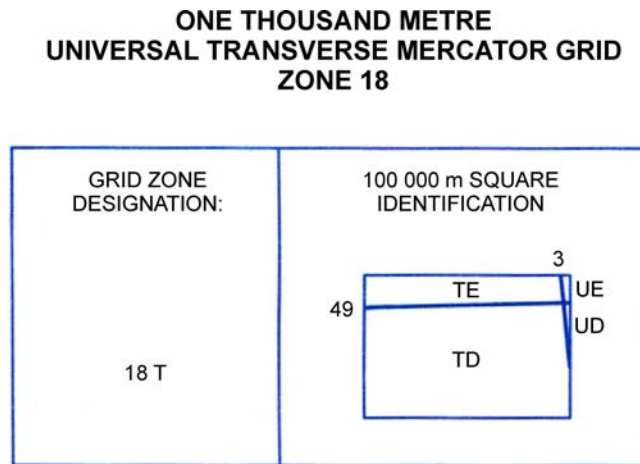 ONE THOUSAND METRE
UNIVERSAL TRANSVERSE MERCATOR GRID
ZONE 18
GRID ZONE
DESIGNATION:
18 T
100 000 m SQUARE
IDENTIFICATION
3
TE
UE
49
UD
TD